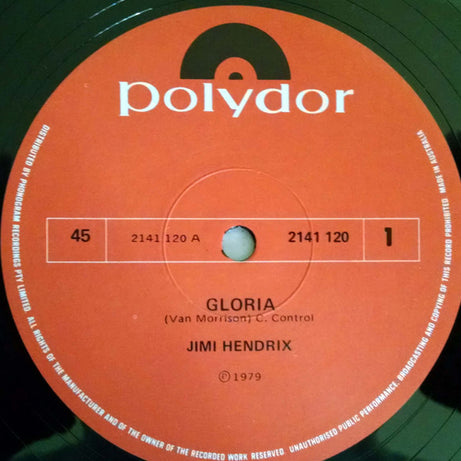 polydor
45
2141 120 A
2141 120
1
GLORIA
(Van Morrison) C. Control
JIMI HENDRIX
℗ 1979
DISTRIBUTED BY PHONOGRAM RECORDINGS PTY LIMITED. ALL RIGHTS OF THE MANUFACTURER AND OF THE OWNER OF THE RECORDED WORK RESERVED. UNAUTHORISED PUBLIC PERFORMANCE, BROADCASTING AND COPYING OF THIS RECORD PROHIBITED. MADE IN AUSTRALIA